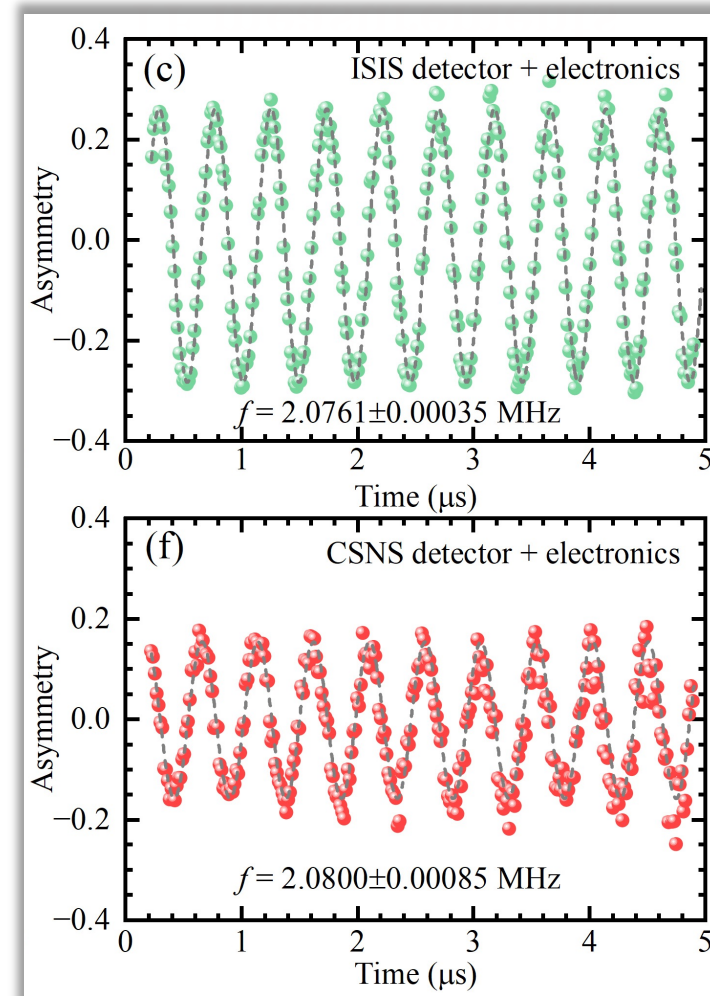 (c) ISIS detector + electronics
0.4
0.2
0.0
−0.2
−0.4
Asymmetry
f = 2.0761±0.00035 MHz
0 1 2 3 4 5
Time (μs)
(f) CSNS detector + electronics
0.4
0.2
0.0
−0.2
−0.4
Asymmetry
f = 2.0800±0.00085 MHz
0 1 2 3 4 5
Time (μs)